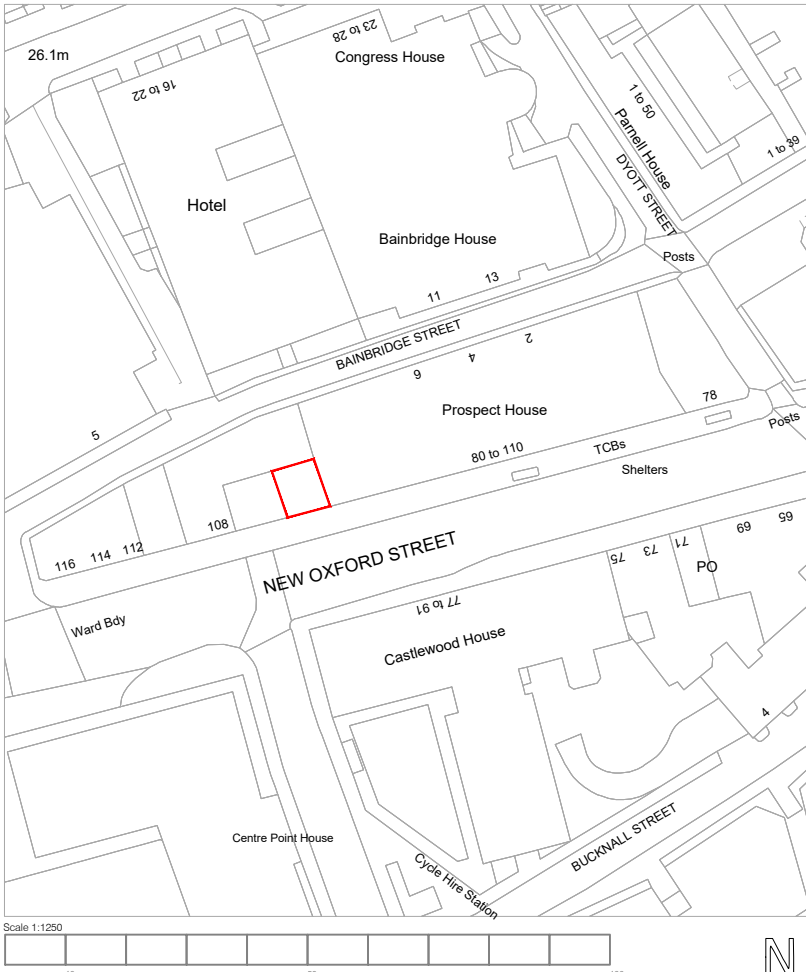 26.1m
23 to 28
Congress House
16 to 22
1 to 50
Parnell House
1 to 39
DYOTT STREET
Hotel
Bainbridge House
Posts
11
13
BAINBRIDGE STREET
6
4
2
78
Prospect House
Posts
5
80 to 110
TCBs
Shelters
108
116
114
112
NEW OXFORD STREET
65
69
71
73
75
PO
77 to 91
Ward Bdy
Castlewood House
4
Centre Point House
BUCKNALL STREET
Cycle Hire Station
Scale 1:1250
N